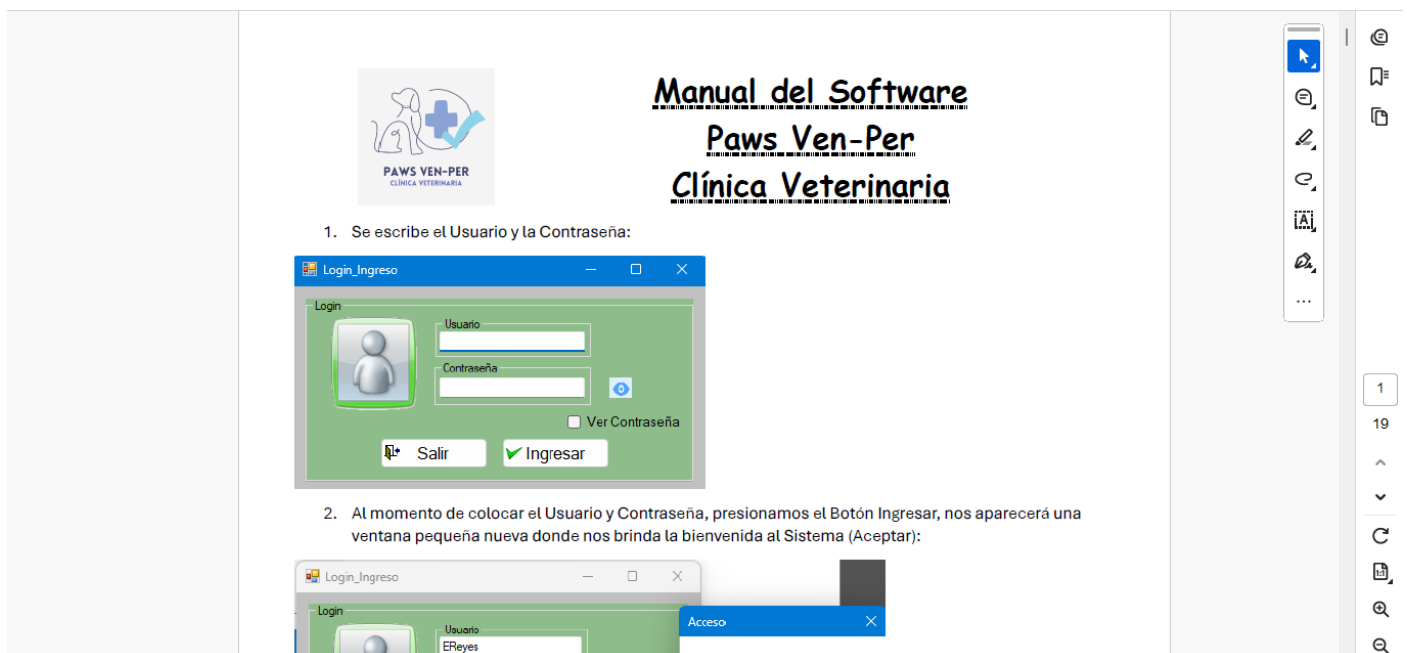 Manual del Software
Paws Ven-Per
Clínica Veterinaria
PAWS VEN-PER
CLÍNICA VETERINARIA
1. Se escribe el Usuario y la Contraseña:
Login_Ingreso
Login
Usuario
Contraseña
Ver Contraseña
Salir
Ingresar
2. Al momento de colocar el Usuario y Contraseña, presionamos el Botón Ingresar, nos aparecerá una
ventana pequeña nueva donde nos brinda la bienvenida al Sistema (Aceptar):
Login_Ingreso
Login
Usuario
EReyes
Acceso
1
19
1:1
A